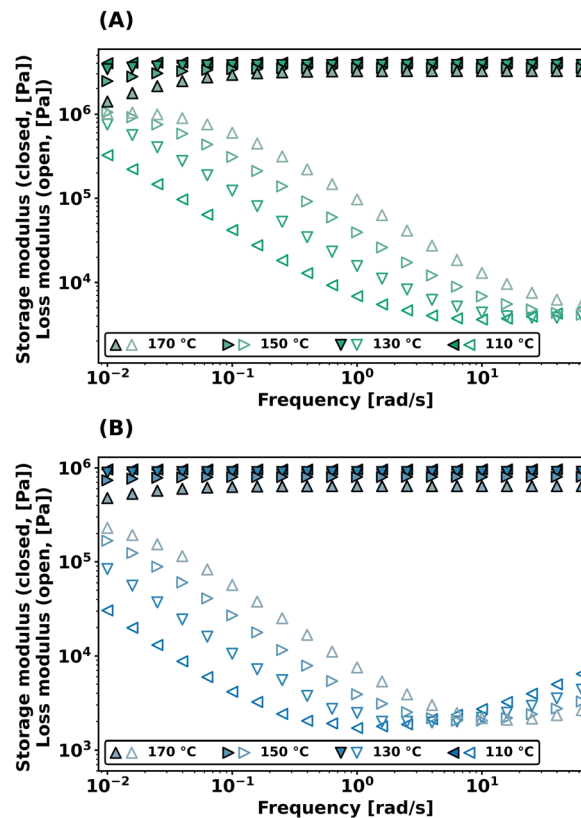 (A)
Storage modulus (closed, [Pa])
Loss modulus (open, [Pa])
10⁶
10⁵
10⁴
170 °C 150 °C 130 °C 110 °C
10⁻² 10⁻¹ 10⁰ 10¹
Frequency [rad/s]
(B)
Storage modulus (closed, [Pa])
Loss modulus (open, [Pa])
10⁶
10⁵
10⁴
10³
170 °C 150 °C 130 °C 110 °C
10⁻² 10⁻¹ 10⁰ 10¹
Frequency [rad/s]